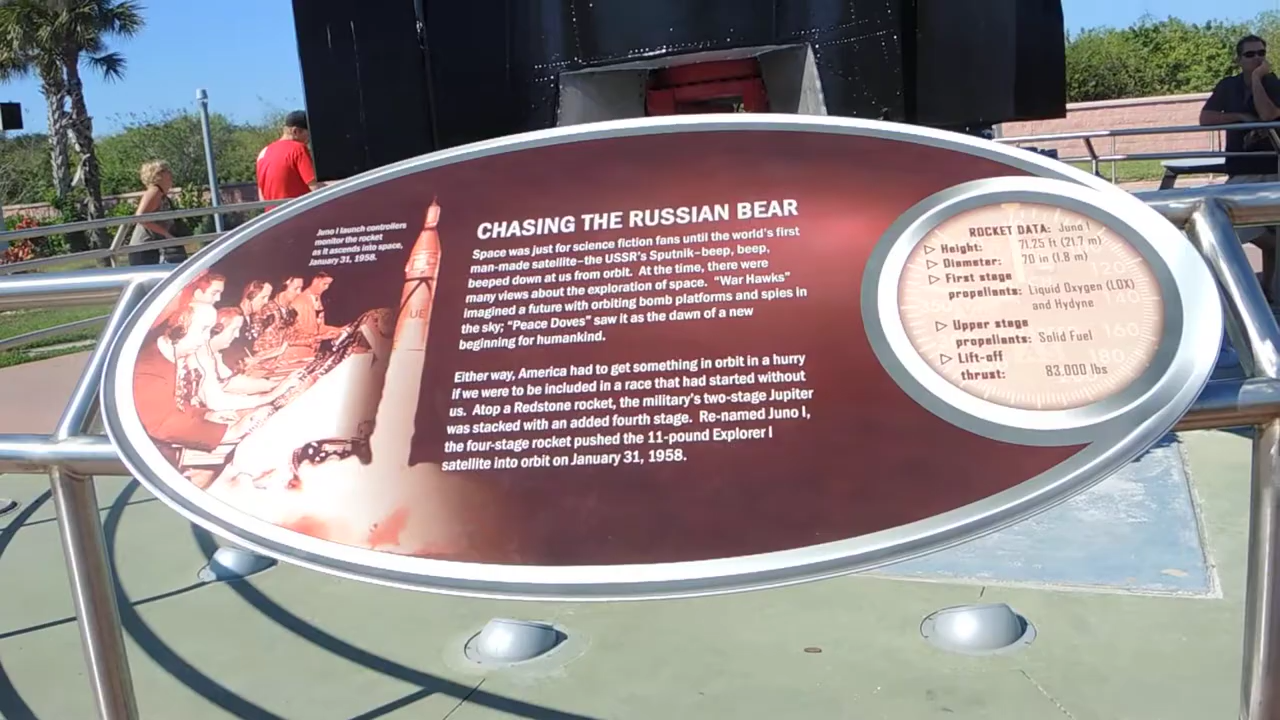 Juno I launch controllers
monitor the rocket
as it ascends into space,
January 31, 1958.
UE
CHASING THE RUSSIAN BEAR
Space was just for science fiction fans until the world's first
man-made satellite–the USSR's Sputnik–beep, beep,
beeped down at us from orbit. At the time, there were
many views about the exploration of space. "War Hawks"
imagined a future with orbiting bomb platforms and spies in
the sky; "Peace Doves" saw it as the dawn of a new
beginning for humankind.
Either way, America had to get something in orbit in a hurry
if we were to be included in a race that had started without
us. Atop a Redstone rocket, the military's two-stage Jupiter
was stacked with an added fourth stage. Re-named Juno I,
the four-stage rocket pushed the 11-pound Explorer I
satellite into orbit on January 31, 1958.
ROCKET DATA: Juno I
Height: 71.25 ft (21.7 m)
Diameter: 70 in (1.8 m)
First stage
propellants: Liquid Oxygen (LOX)
and Hydyne
Upper stage
propellants: Solid Fuel
Lift-off
thrust: 83,000 lbs
120
140
160
180